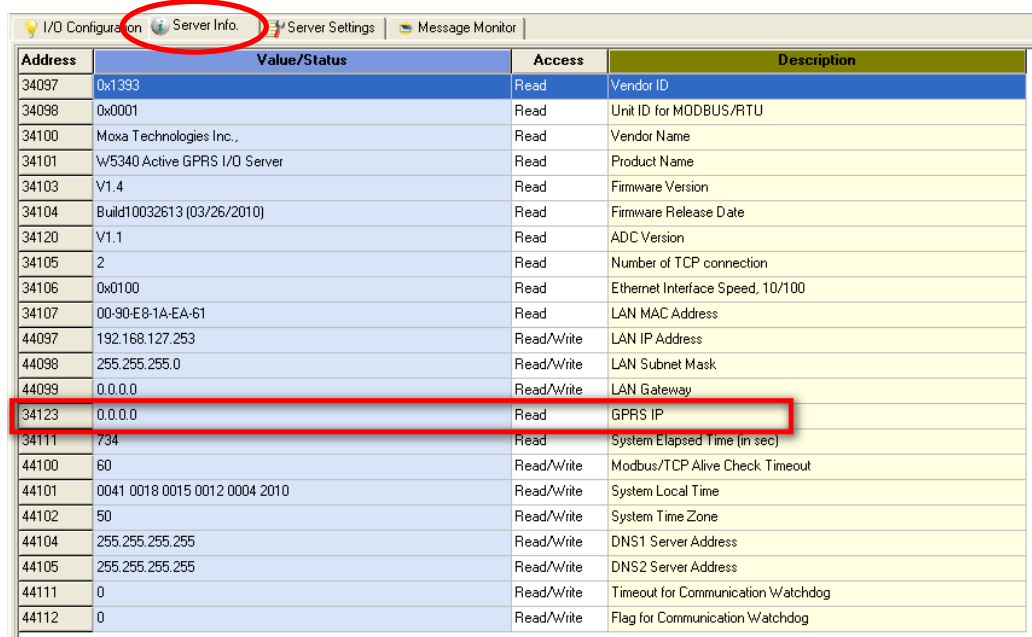 I/O Configuration Server Info. Server Settings Message Monitor
Address Value/Status Access Description
34097 0x1393 Read Vendor ID
34098 0x0001 Read Unit ID for MODBUS/RTU
34100 Moxa Technologies Inc., Read Vendor Name
34101 W5340 Active GPRS I/O Server Read Product Name
34103 V1.4 Read Firmware Version
34104 Build10032613 (03/26/2010) Read Firmware Release Date
34120 V1.1 Read ADC Version
34105 2 Read Number of TCP connection
34106 0x0100 Read Ethernet Interface Speed, 10/100
34107 00-90-E8-1A-EA-61 Read LAN MAC Address
44097 192.168.127.253 Read/Write LAN IP Address
44098 255.255.255.0 Read/Write LAN Subnet Mask
44099 0.0.0.0 Read/Write LAN Gateway
34123 0.0.0.0 Read GPRS IP
34111 734 Read System Elapsed Time (in sec)
44100 60 Read/Write Modbus/TCP Alive Check Timeout
44101 0041 0018 0015 0012 0004 2010 Read/Write System Local Time
44102 50 Read/Write System Time Zone
44104 255.255.255.255 Read/Write DNS1 Server Address
44105 255.255.255.255 Read/Write DNS2 Server Address
44111 0 Read/Write Timeout for Communication Watchdog
44112 0 Read/Write Flag for Communication Watchdog